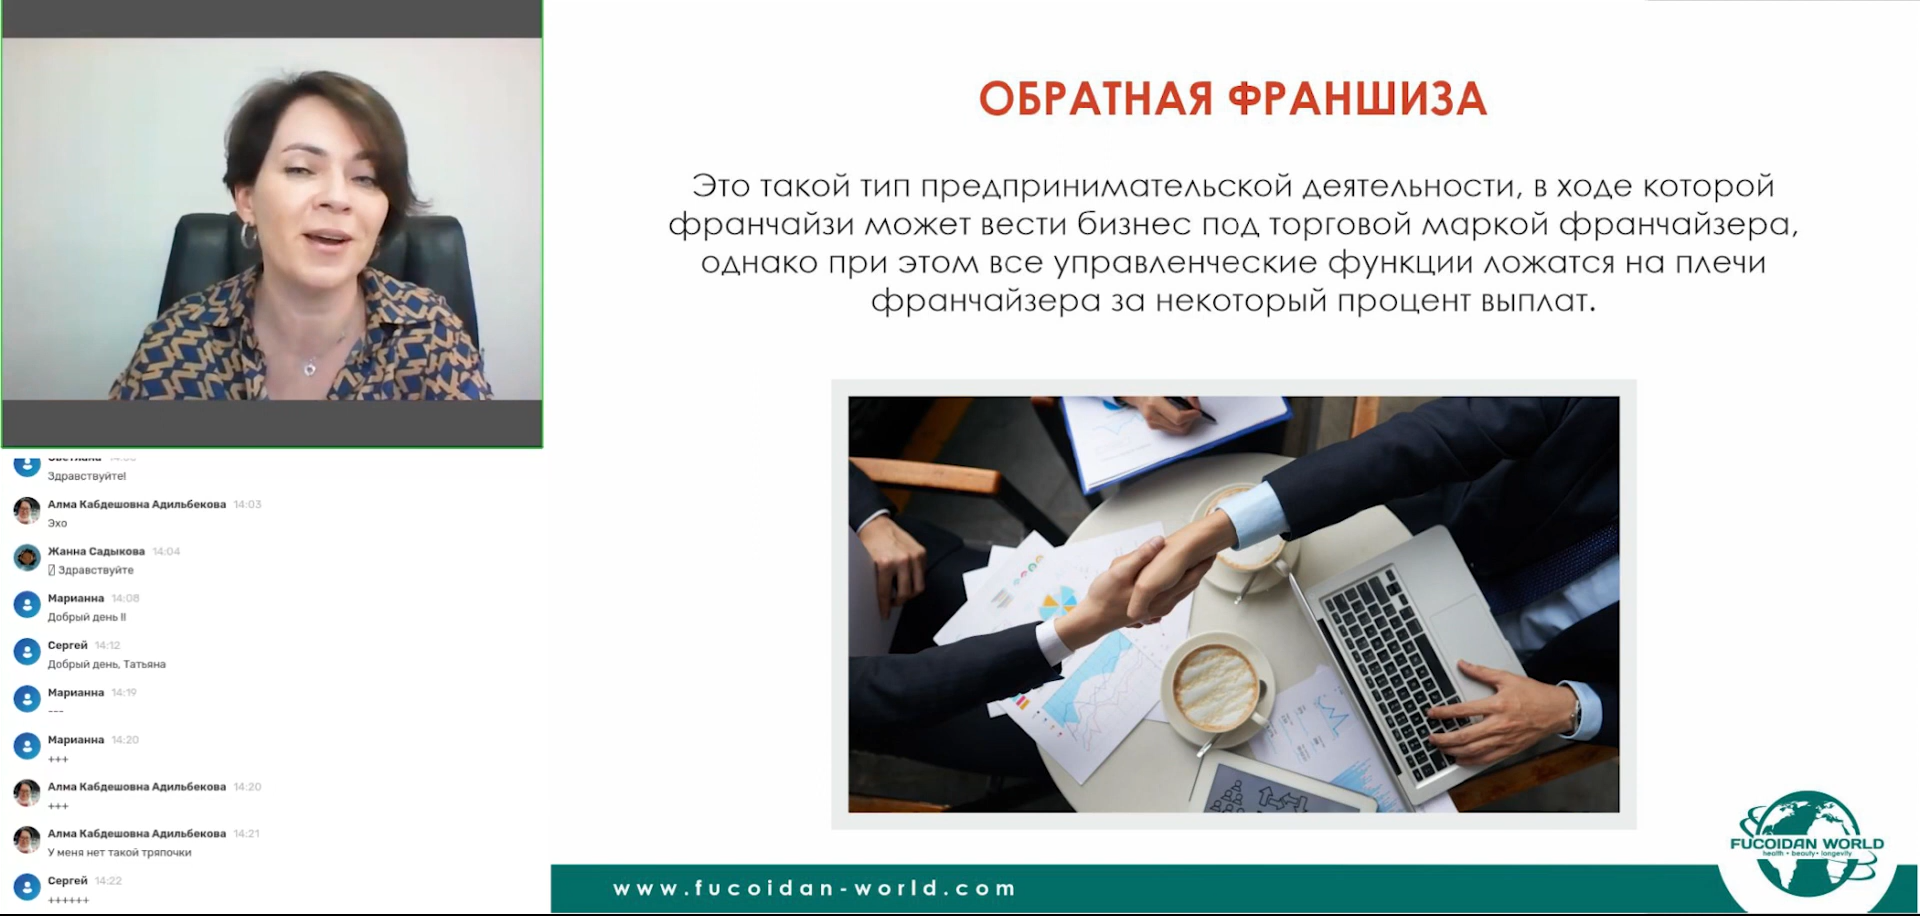 ОБРАТНАЯ ФРАНШИЗА
Это такой тип предпринимательской деятельности, в ходе которой
франчайзи может вести бизнес под торговой маркой франчайзера,
однако при этом все управленческие функции ложатся на плечи
франчайзера за некоторый процент выплат.
Здравствуйте!
Алма Кабдешовна Адильбекова 14:03
Эхо
Жанна Садыкова 14:04
Здравствуйте
Марианна 14:08
Добрый день !!
Сергей 14:12
Добрый день, Татьяна
Марианна 14:19
---
Марианна 14:20
+++
Алма Кабдешовна Адильбекова 14:20
+++
Алма Кабдешовна Адильбекова 14:21
У меня нет такой тряпочки
Сергей 14:22
++++++
www.fucoidan-world.com
FUCOIDAN WORLD
health • beauty • longevity